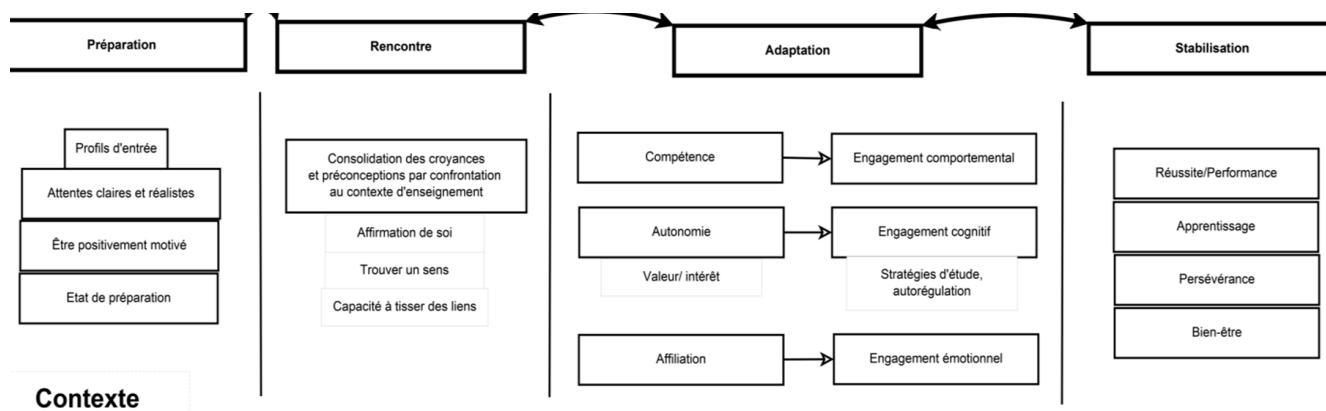 Préparation
Rencontre
Adaptation
Stabilisation
Profils d'entrée
Attentes claires et réalistes
Être positivement motivé
Etat de préparation
Consolidation des croyances
et préconceptions par confrontation
au contexte d'enseignement
Affirmation de soi
Trouver un sens
Capacité à tisser des liens
Compétence
Engagement comportemental
Autonomie
Engagement cognitif
Valeur/ intérêt
Stratégies d'étude,
autorégulation
Affiliation
Engagement émotionnel
Réussite/Performance
Apprentissage
Persévérance
Bien-être
Contexte